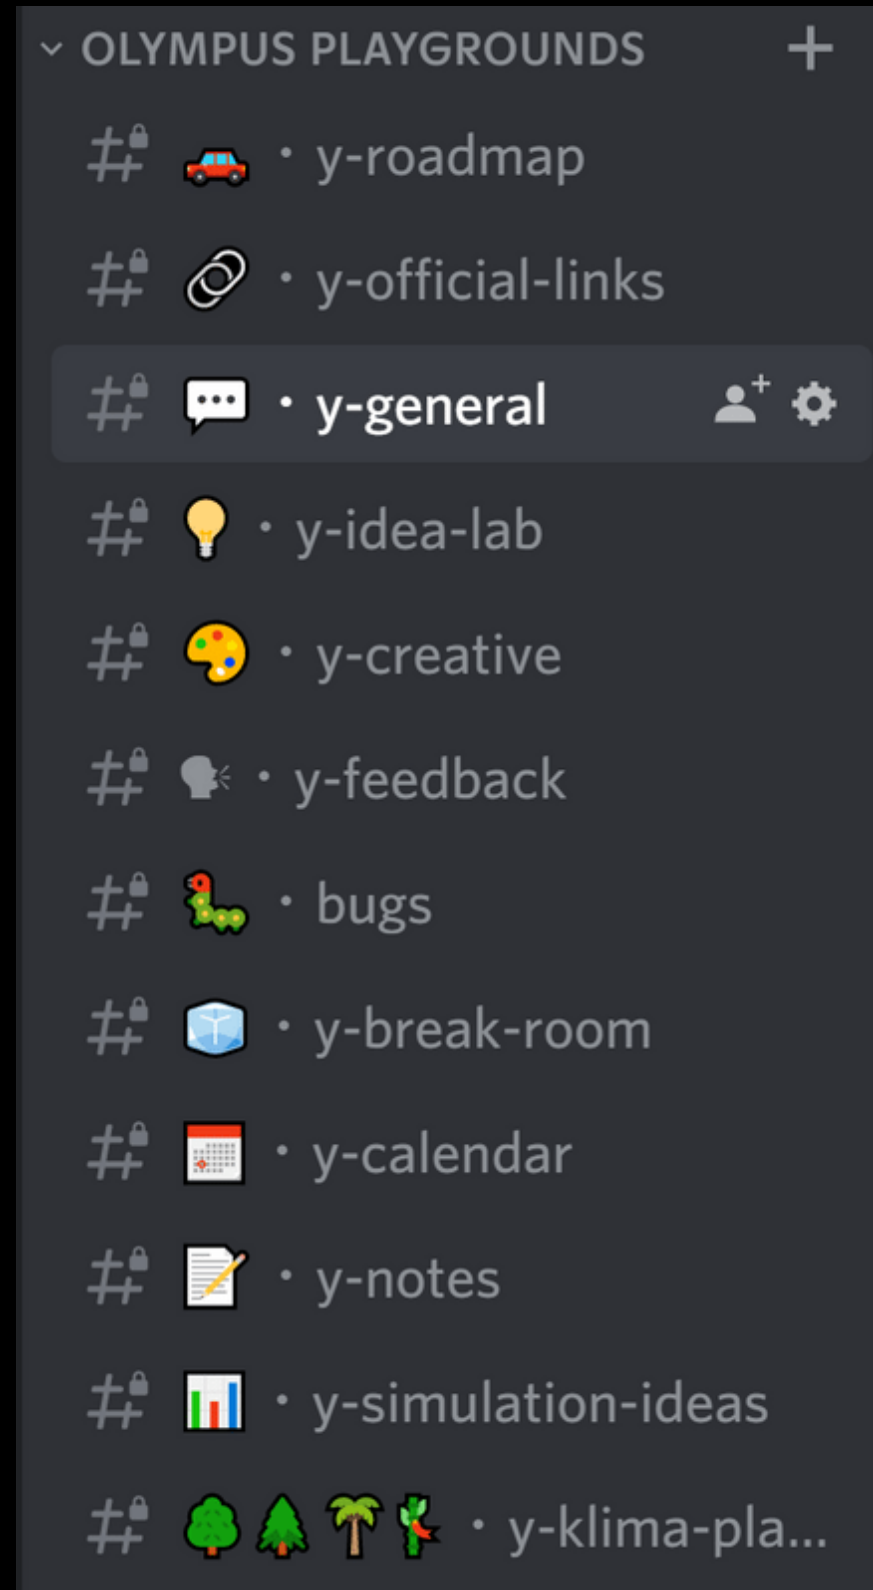 OLYMPUS PLAYGROUNDS
🚗・y-roadmap
🔗・y-official-links
💬・y-general
💡・y-idea-lab
🎨・y-creative
🗣・y-feedback
🐛・bugs
🧊・y-break-room
📅・y-calendar
📝・y-notes
📊・y-simulation-ideas
🌳🌲🌴🎋・y-klima-pla...